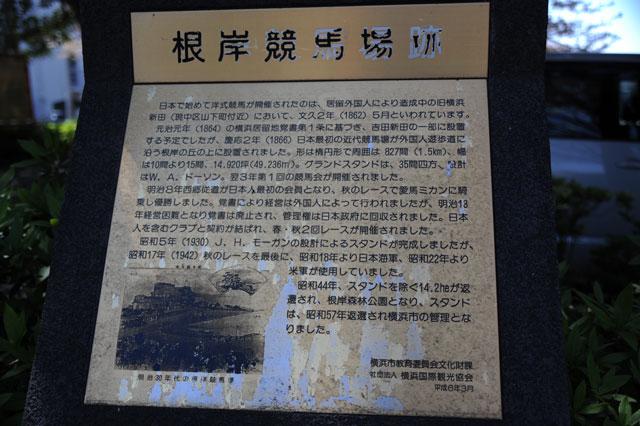 根岸競馬場跡
日本で始めて洋式競馬が開催されたのは、居留外国人により造成中の旧横浜
新田（現中区山下町付近）において、文久2年（1862）5月といわれています。
元治元年（1864）の横浜居留地覚書第1条に基づき、吉田新田の一部に設置
する予定でしたが、慶応2年（1866）日本最初の近代競馬場が外国人遊歩道に
沿う根岸の丘の上に設置されました。形は楕円形で周囲は827間（1.5km）、幅
は10間より15間、14.920坪（49.236㎡）。グランドスタンドは、35間四方、設計
はW．A．ドーソン。翌3年第1回の競馬会が開催されました。
明治8年西郷従道が日本人最初の会員となり、秋のレースで愛馬ミカンに騎
乗し優勝しました。覚書により経営は外国人によって行われましたが、明治13
年経営困難となり覚書は廃止され、管理権は日本政府に回収されました。日本
人を含むクラブと契約が結ばれ、春・秋2回レースが開催されました。
昭和5年（1930）J．H．モーガンの設計によるスタンドが完成しましたが、
昭和17年（1942）秋のレースを最後に、昭和18年より日本海軍、昭和22年より
米軍が使用していました。
昭和44年、スタンドを除く14.2haが返
還され、根岸森林公園となり、スタンド
は、昭和57年返還され横浜市の管理とな
りました。
明治30年代の根岸競馬場
横浜市教育委員会文化財課
社団法人 横浜国際観光協会
平成6年3月